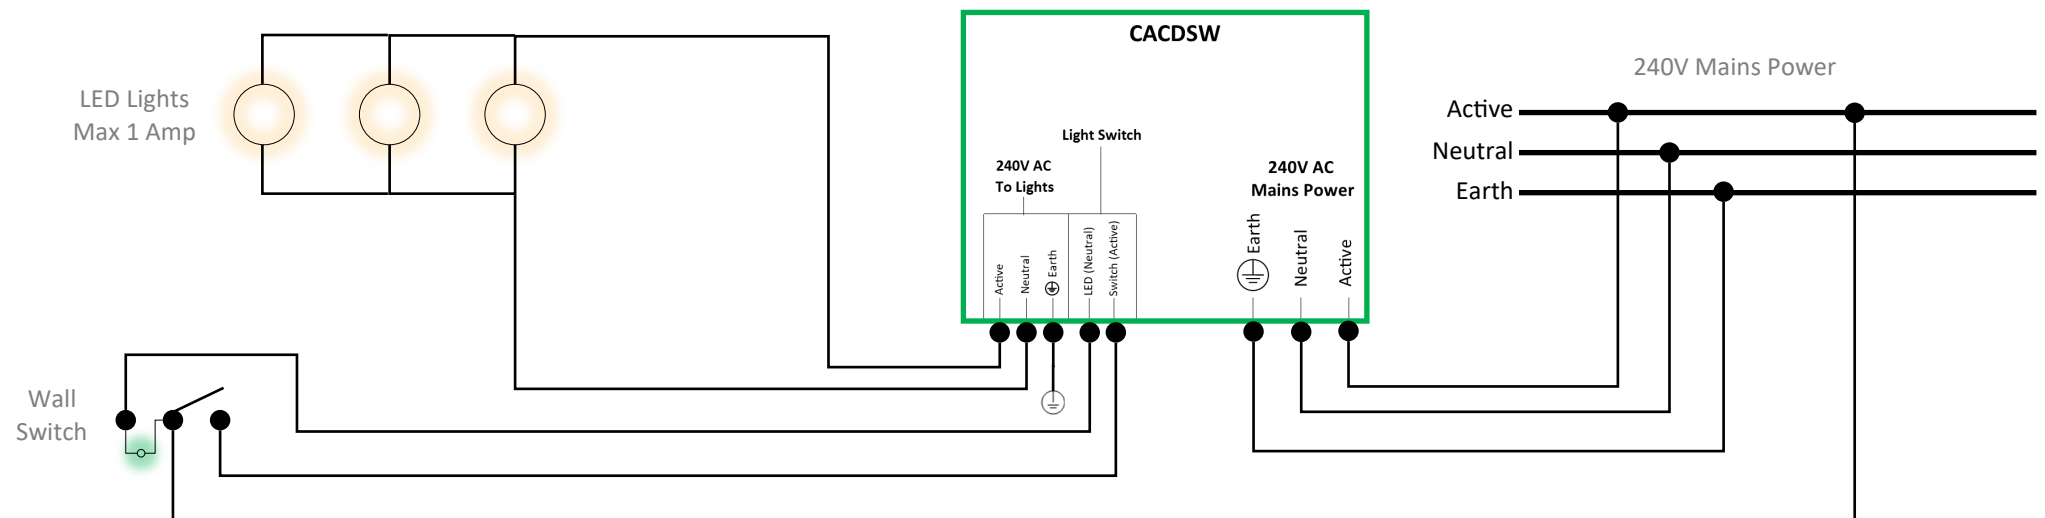 CACDSW
240V Mains Power
LED Lights
Max 1 Amp
Active
Neutral
Earth
Light Switch
240V AC
To Lights
240V AC
Mains Power
Active
Neutral
Earth
LED (Neutral)
Switch (Active)
Earth
Neutral
Active
Wall
Switch